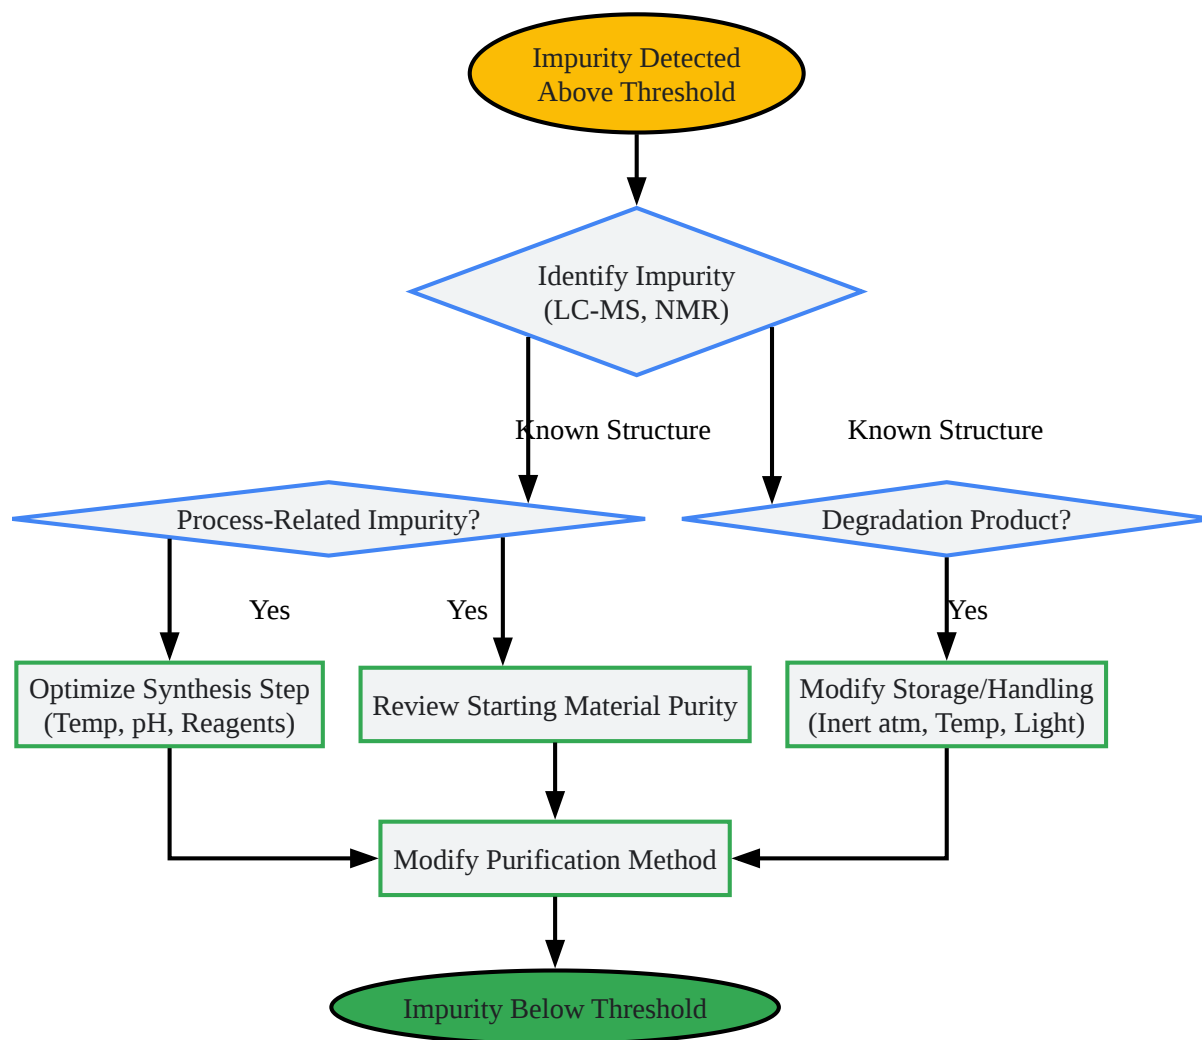 Impurity Detected
Above Threshold
Identify Impurity
(LC-MS, NMR)
Known Structure
Known Structure
Process-Related Impurity?
Degradation Product?
Yes
Yes
Yes
Optimize Synthesis Step
(Temp, pH, Reagents)
Review Starting Material Purity
Modify Storage/Handling
(Inert atm, Temp, Light)
Modify Purification Method
Impurity Below Threshold